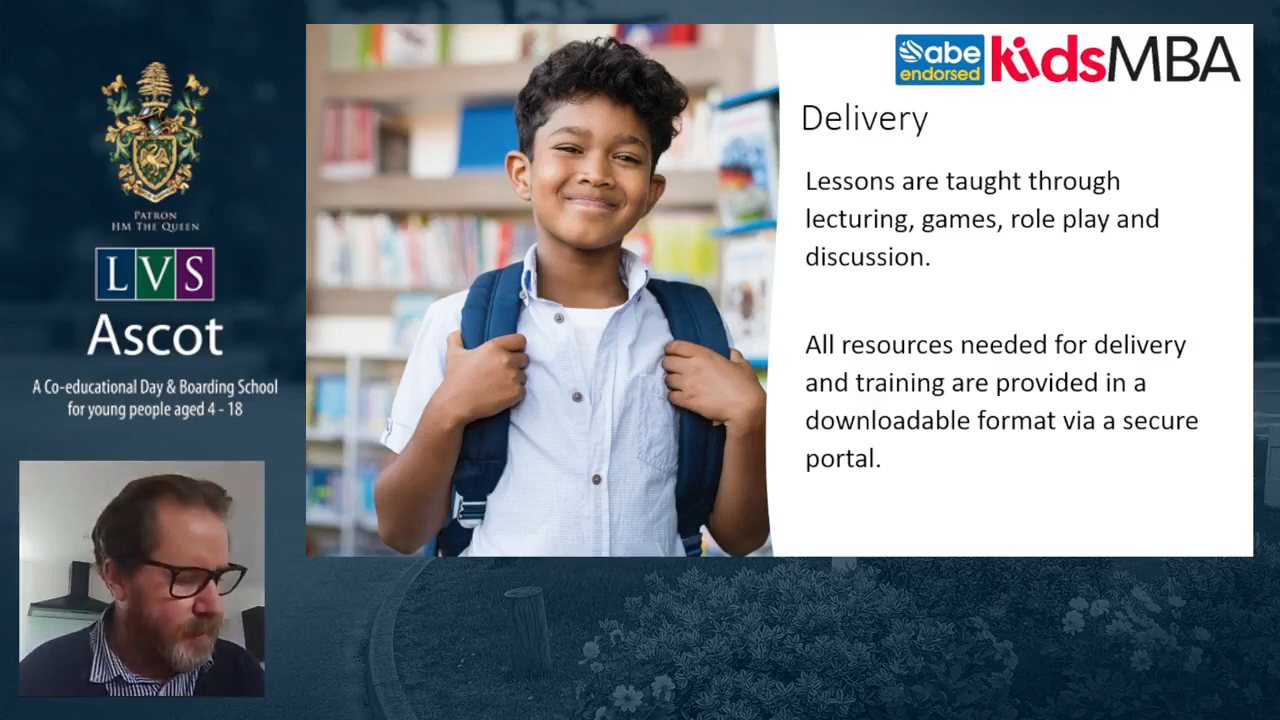 PATRON
HM THE QUEEN
LVS
Ascot
A Co-educational Day & Boarding School
for young people aged 4 - 18
abe
endorsed
kidsMBA
Delivery
Lessons are taught through
lecturing, games, role play and
discussion.
All resources needed for delivery
and training are provided in a
downloadable format via a secure
portal.